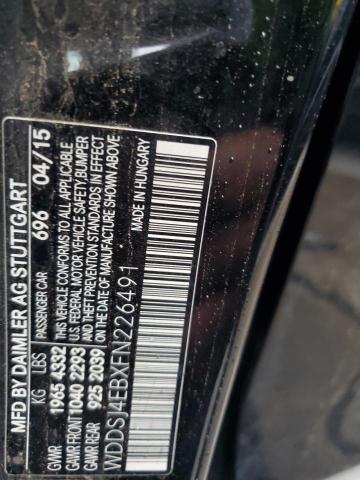 MFD BY DAIMLER AG STUTTGART
KG LBS PASSENGER CAR 696 04/15
GVWR 1965 4332 THIS VEHICLE CONFORMS TO ALL APPLICABLE
GAWR FRONT 1040 2293 U.S. FEDERAL MOTOR VEHICLE SAFETY, BUMPER
GAWR REAR 925 2039 AND THEFT PREVENTION STANDARDS IN EFFECT
ON THE DATE OF MANUFACTURE SHOWN ABOVE.
WDDSJ4EBXFN226491 MADE IN HUNGARY